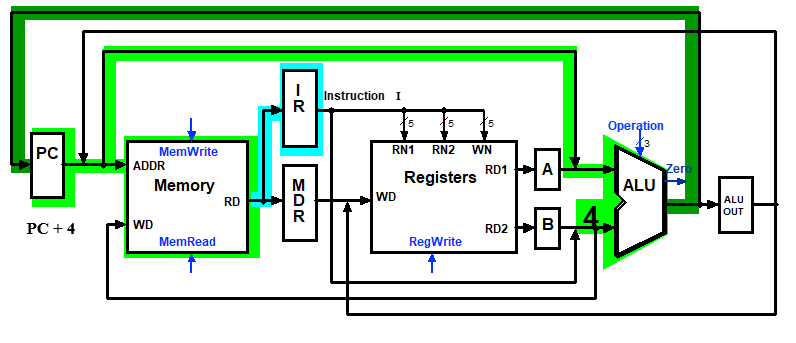 I
R
Instruction I
5
5
5
Operation
3
MemWrite
PC
ADDR
Memory
RD
WD
MemRead
PC + 4
M
D
R
RN1
RN2
WN
RD1
Registers
WD
RD2
RegWrite
A
B
4
ALU
Zero
ALU
OUT